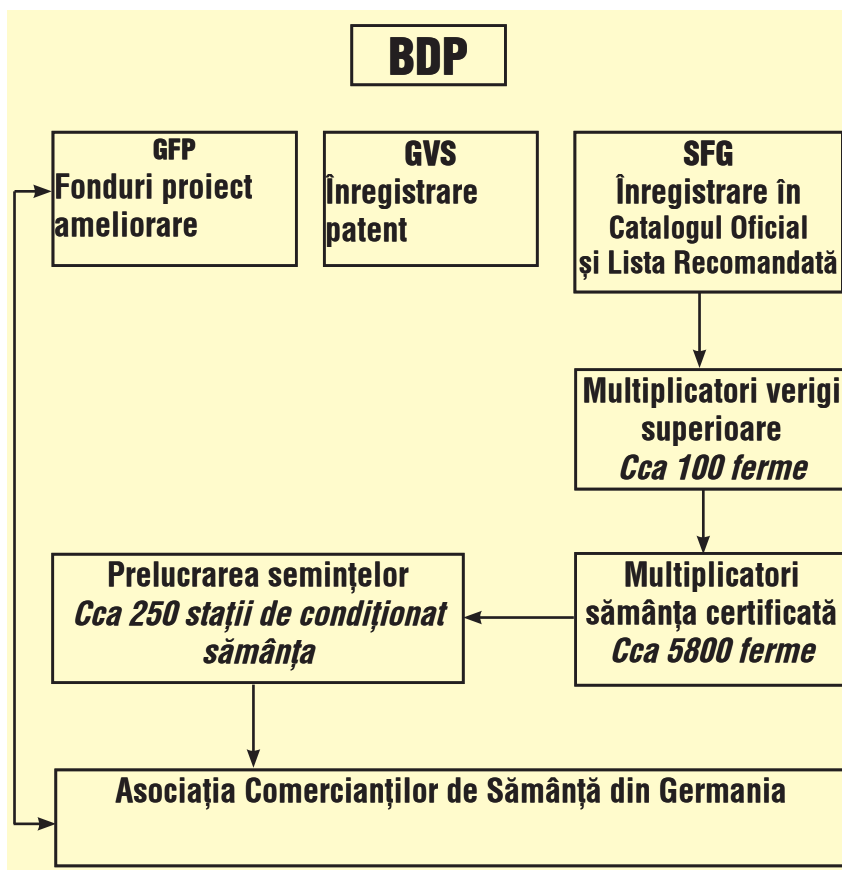 BDP
GFP
Fonduri proiect
ameliorare
GVS
Înregistrare
patent
SFG
Înregistrare în
Catalogul Oficial
și Lista Recomandată
Multiplicatori verigi
superioare
Cca 100 ferme
Multiplicatori
sămânța certificată
Cca 5800 ferme
Prelucrarea semințelor
Cca 250 stații de condiționat
sămânța
Asociația Comercianților de Sămânță din Germania